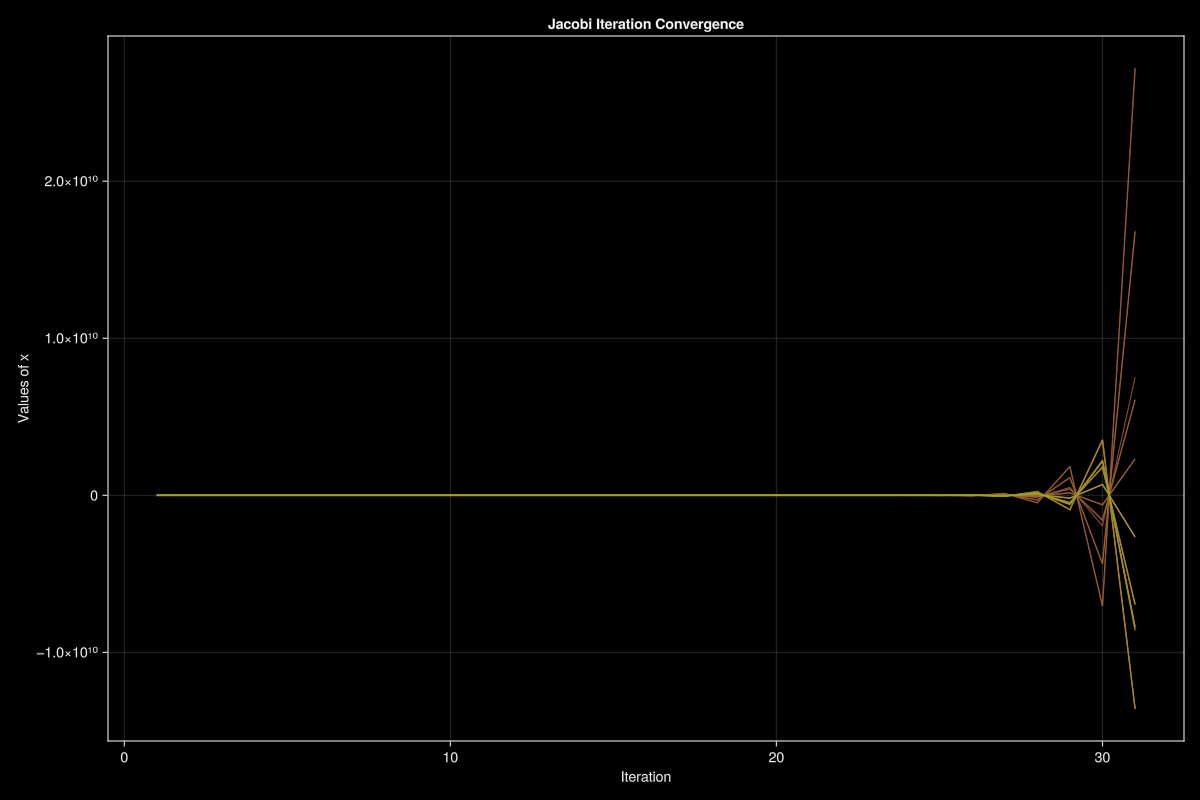 Jacobi Iteration Convergence
Values of x
2.0×10¹⁰
1.0×10¹⁰
0
−1.0×10¹⁰
0
10
20
30
Iteration